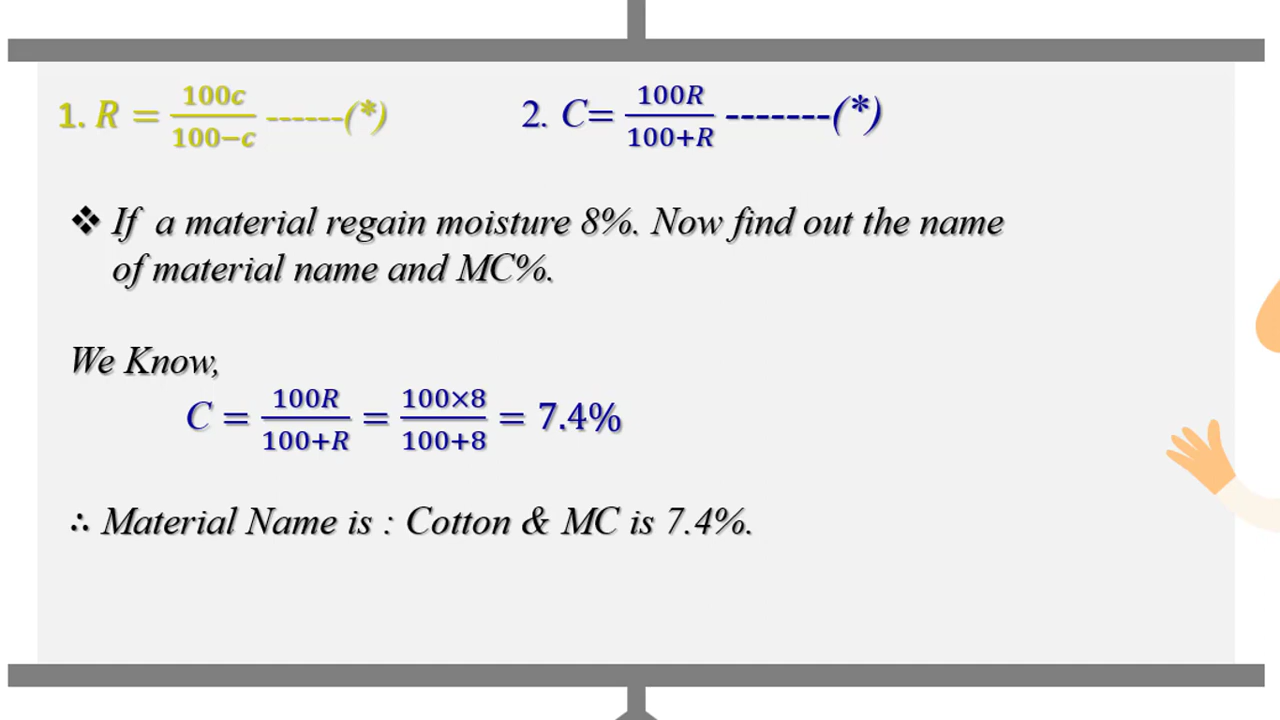 1. R = 100c/100−c ------(*)
2. C= 100R/100+R -------(*)
❖ If a material regain moisture 8%. Now find out the name
of material name and MC%.
We Know,
C = 100R/100+R = 100×8/100+8 = 7.4%
∴ Material Name is : Cotton & MC is 7.4%.